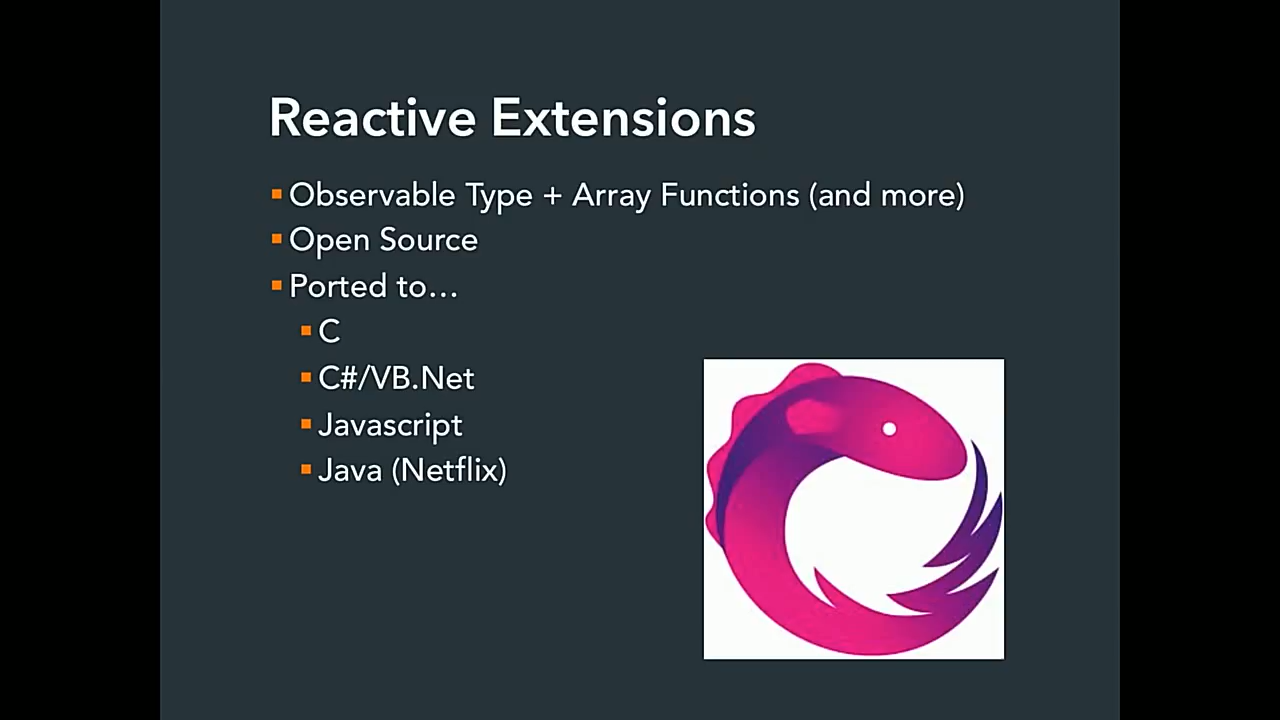 Reactive Extensions
Observable Type + Array Functions (and more)
Open Source
Ported to…
C
C#/VB.Net
Javascript
Java (Netflix)